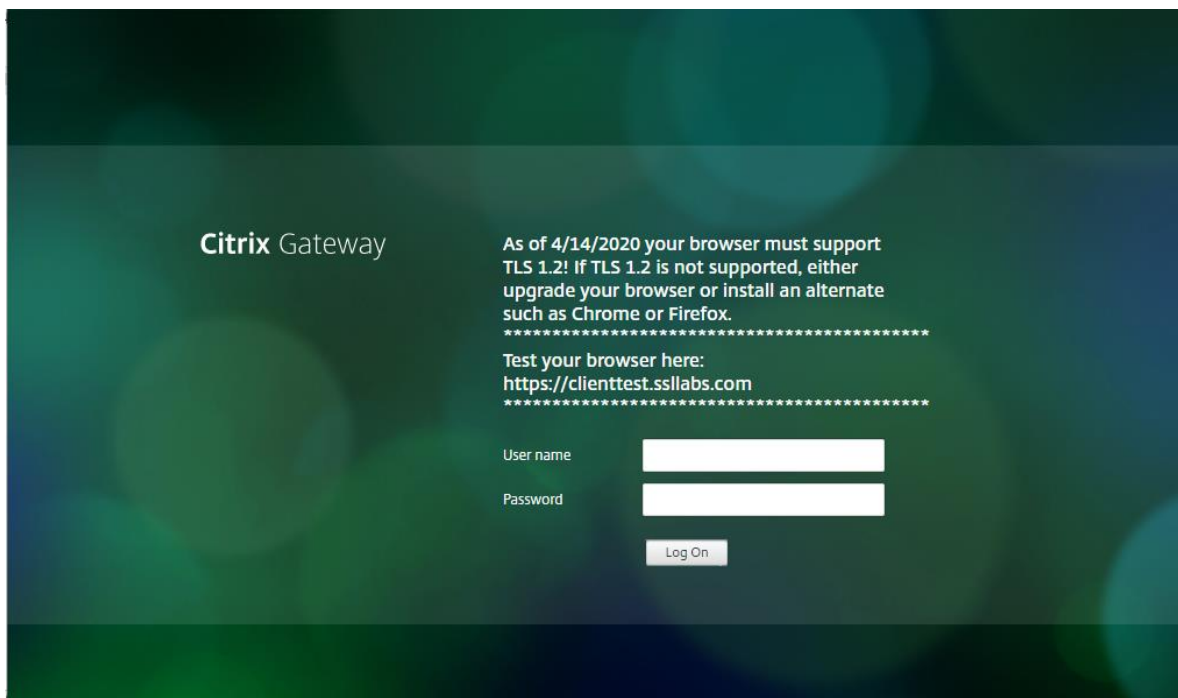 Citrix Gateway
As of 4/14/2020 your browser must support
TLS 1.2! If TLS 1.2 is not supported, either
upgrade your browser or install an alternate
such as Chrome or Firefox.
********************************************
Test your browser here:
https://clienttest.ssllabs.com
********************************************
User name
Password
Log On